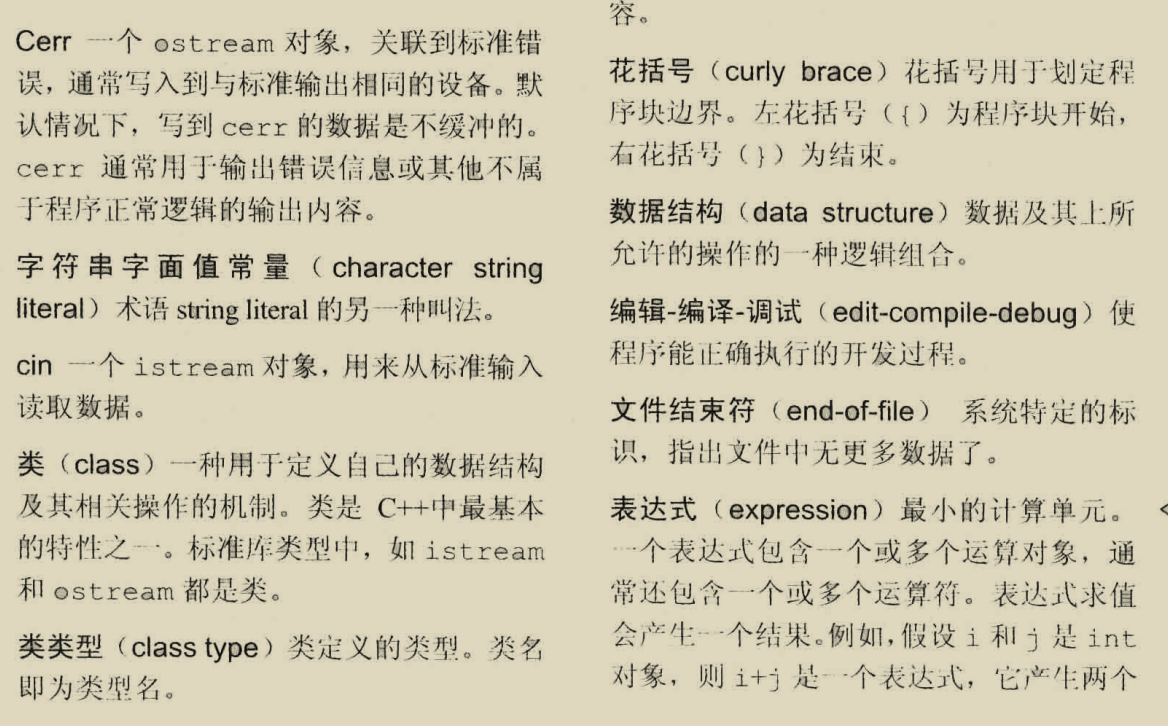 Cerr 一个 ostream 对象，关联到标准错
误，通常写入到与标准输出相同的设备。默
认情况下，写到 cerr 的数据是不缓冲的。
cerr 通常用于输出错误信息或其他不属
于程序正常逻辑的输出内容。
字符串字面值常量（character string
literal）术语 string literal 的另一种叫法。
cin 一个 istream 对象，用来从标准输入
读取数据。
类（class）一种用于定义自己的数据结构
及其相关操作的机制。类是 C++中最基本
的特性之一。标准库类型中，如 istream
和 ostream 都是类。
类类型（class type）类定义的类型。类名
即为类型名。
容。
花括号（curly brace）花括号用于划定程
序块边界。左花括号（{）为程序块开始，
右花括号（}）为结束。
数据结构（data structure）数据及其上所
允许的操作的一种逻辑组合。
编辑-编译-调试（edit-compile-debug）使
程序能正确执行的开发过程。
文件结束符（end-of-file） 系统特定的标
识，指出文件中无更多数据了。
表达式（expression）最小的计算单元。
一个表达式包含一个或多个运算对象，通
常还包含一个或多个运算符。表达式求值
会产生一个结果。例如，假设 i 和 j 是 int
对象，则 i+j 是一个表达式，它产生两个